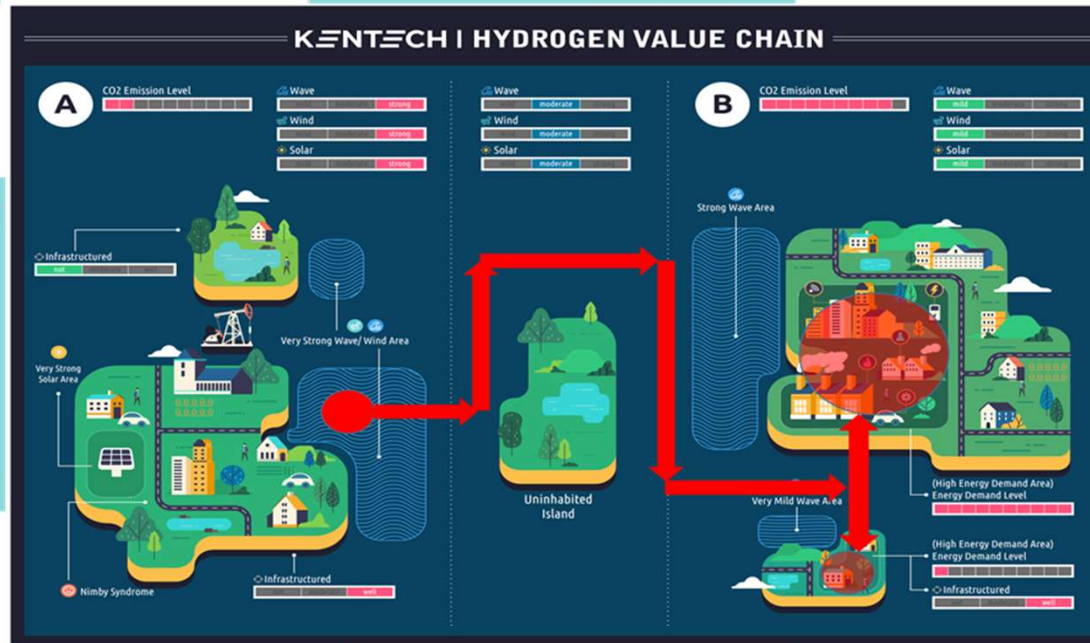 KENTECH | HYDROGEN VALUE CHAIN
A
CO2 Emission Level
Wave
strong
Wind
strong
Solar
strong
Wave
moderate
Wind
moderate
Solar
moderate
B
CO2 Emission Level
Wave
mild
Wind
mild
Solar
mild
Infrastructured
not
Very Strong Wave/ Wind Area
Very Strong
Solar Area
Nimby Syndrome
Infrastructured
well
Uninhabited
Island
Strong Wave Area
(High Energy Demand Area)
Energy Demand Level
Very Mild Wave Area
(High Energy Demand Area)
Energy Demand Level
Infrastructured
well